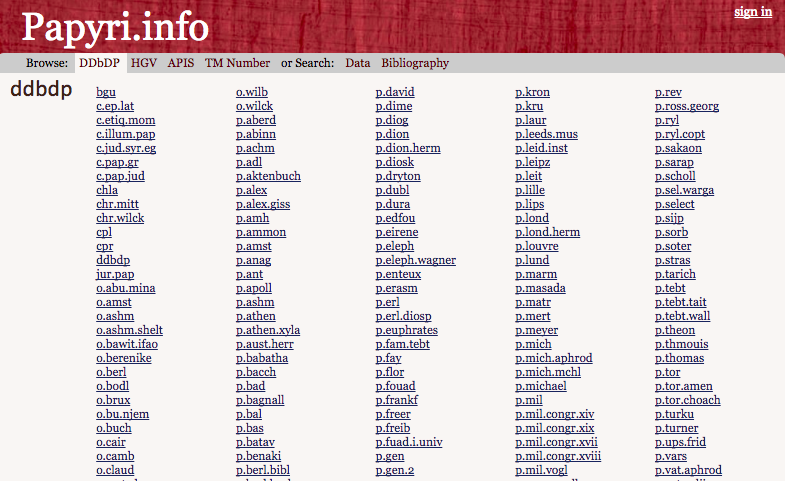 Papyri.info
sign in
Browse: DDbDP HGV APIS TM Number or Search: Data Bibliography
ddbdp
bgu
c.ep.lat
c.etiq.mom
c.illum.pap
c.jud.syr.eg
c.pap.gr
c.pap.jud
chla
chr.mitt
chr.wilck
cpl
cpr
ddbdp
jur.pap
o.abu.mina
o.amst
o.ashm
o.ashm.shelt
o.bawit.ifao
o.berenike
o.berl
o.bodl
o.brux
o.bu.njem
o.buch
o.cair
o.camb
o.claud
o.wilb
o.wilck
p.aberd
p.abinn
p.achm
p.adl
p.aktenbuch
p.alex
p.alex.giss
p.amh
p.ammon
p.amst
p.anag
p.ant
p.apoll
p.ashm
p.athen
p.athen.xyla
p.aust.herr
p.babatha
p.bacch
p.bad
p.bagnall
p.bal
p.bas
p.batav
p.benaki
p.berl.bibl
p.david
p.dime
p.diog
p.dion
p.dion.herm
p.diosk
p.dryton
p.dubl
p.dura
p.edfou
p.eirene
p.eleph
p.eleph.wagner
p.enteux
p.erasm
p.erl
p.erl.diosp
p.euphrates
p.fam.tebt
p.fay
p.flor
p.fouad
p.frankf
p.freer
p.freib
p.fuad.i.univ
p.gen
p.gen.2
p.kron
p.kru
p.laur
p.leeds.mus
p.leid.inst
p.leipz
p.leit
p.lille
p.lips
p.lond
p.lond.herm
p.louvre
p.lund
p.marm
p.masada
p.matr
p.mert
p.meyer
p.mich
p.mich.aphrod
p.mich.mchl
p.michael
p.mil
p.mil.congr.xiv
p.mil.congr.xix
p.mil.congr.xvii
p.mil.congr.xviii
p.mil.vogl
p.rev
p.ross.georg
p.ryl
p.ryl.copt
p.sakaon
p.sarap
p.scholl
p.sel.warga
p.select
p.sijp
p.sorb
p.soter
p.stras
p.tarich
p.tebt
p.tebt.tait
p.tebt.wall
p.theon
p.thmouis
p.thomas
p.tor
p.tor.amen
p.tor.choach
p.turku
p.turner
p.ups.frid
p.vars
p.vat.aphrod